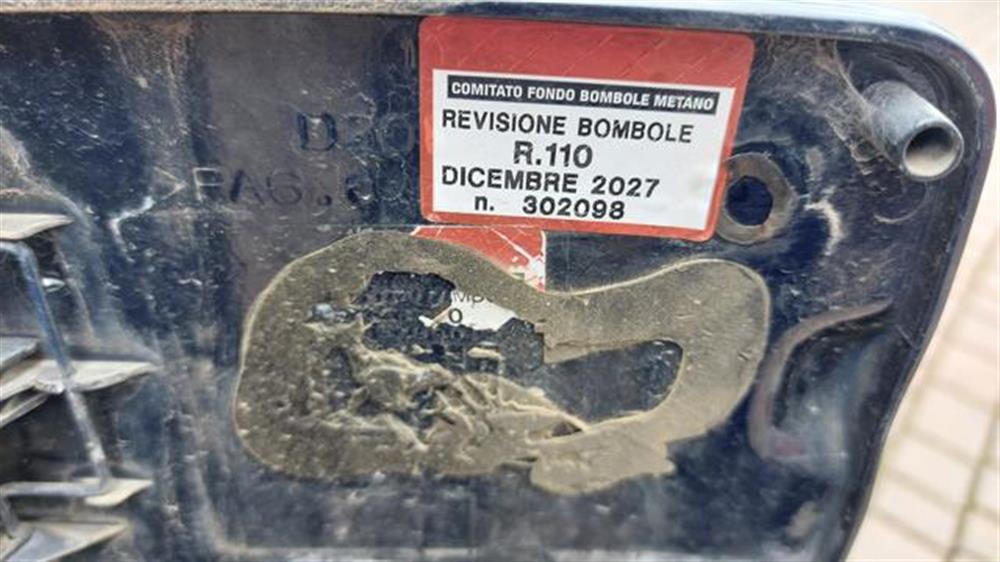 COMITATO FONDO BOMBOLE METANO
REVISIONE BOMBOLE
R.110
DICEMBRE 2027
n. 302098